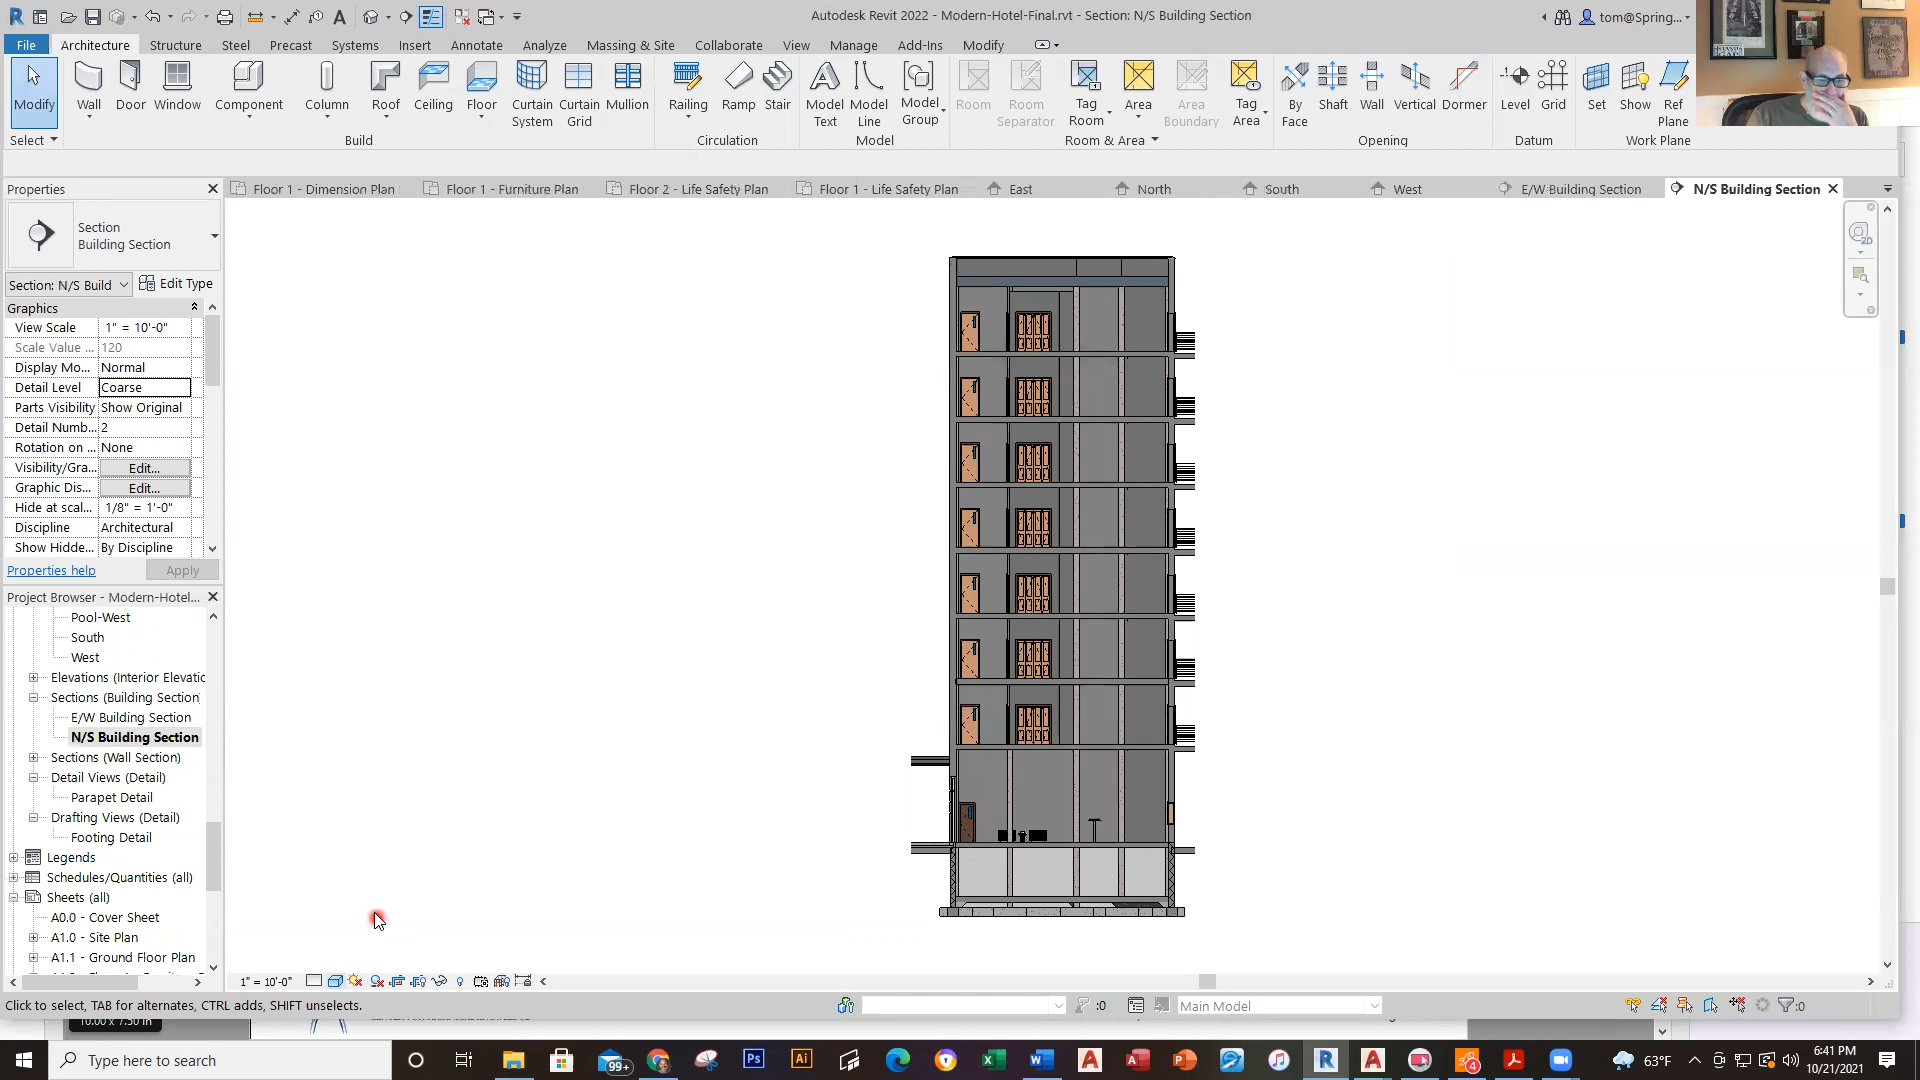 Autodesk Revit 2022 - Modern-Hotel-Final.rvt - Section: N/S Building Section
tom@Spring...
File Architecture Structure Steel Precast Systems Insert Annotate Analyze Massing & Site Collaborate View Manage Add-Ins Modify
Modify Wall Door Window Component Column Roof Ceiling Floor Curtain System Curtain Grid Mullion Railing Ramp Stair Model Text Model Line Model Group Room Room Separator Tag Room Area Area Boundary Tag Area By Face Shaft Wall Vertical Dormer Level Grid Set Show Ref Plane
Select Build Circulation Model Room & Area Opening Datum Work Plane
Properties
Floor 1 - Dimension Plan Floor 1 - Furniture Plan Floor 2 - Life Safety Plan Floor 1 - Life Safety Plan East North South West E/W Building Section N/S Building Section
Section
Building Section
Section: N/S Build Edit Type
Graphics
View Scale 1" = 10'-0"
Scale Value ... 120
Display Mo... Normal
Detail Level Coarse
Parts Visibility Show Original
Detail Numb... 2
Rotation on ... None
Visibility/Gra... Edit...
Graphic Dis... Edit...
Hide at scal... 1/8" = 1'-0"
Discipline Architectural
Show Hidde... By Discipline
Properties help Apply
Project Browser - Modern-Hotel...
Pool-West
South
West
Elevations (Interior Elevatic
Sections (Building Section)
E/W Building Section
N/S Building Section
Sections (Wall Section)
Detail Views (Detail)
Parapet Detail
Drafting Views (Detail)
Footing Detail
Legends
Schedules/Quantities (all)
Sheets (all)
A0.0 - Cover Sheet
A1.0 - Site Plan
A1.1 - Ground Floor Plan
1" = 10'-0"
Click to select, TAB for alternates, CTRL adds, SHIFT unselects. :0 Main Model :0
10.00 x 7.50 in
Type here to search
99+
Ps
Ai
4
63°F
6:41 PM
10/21/2021